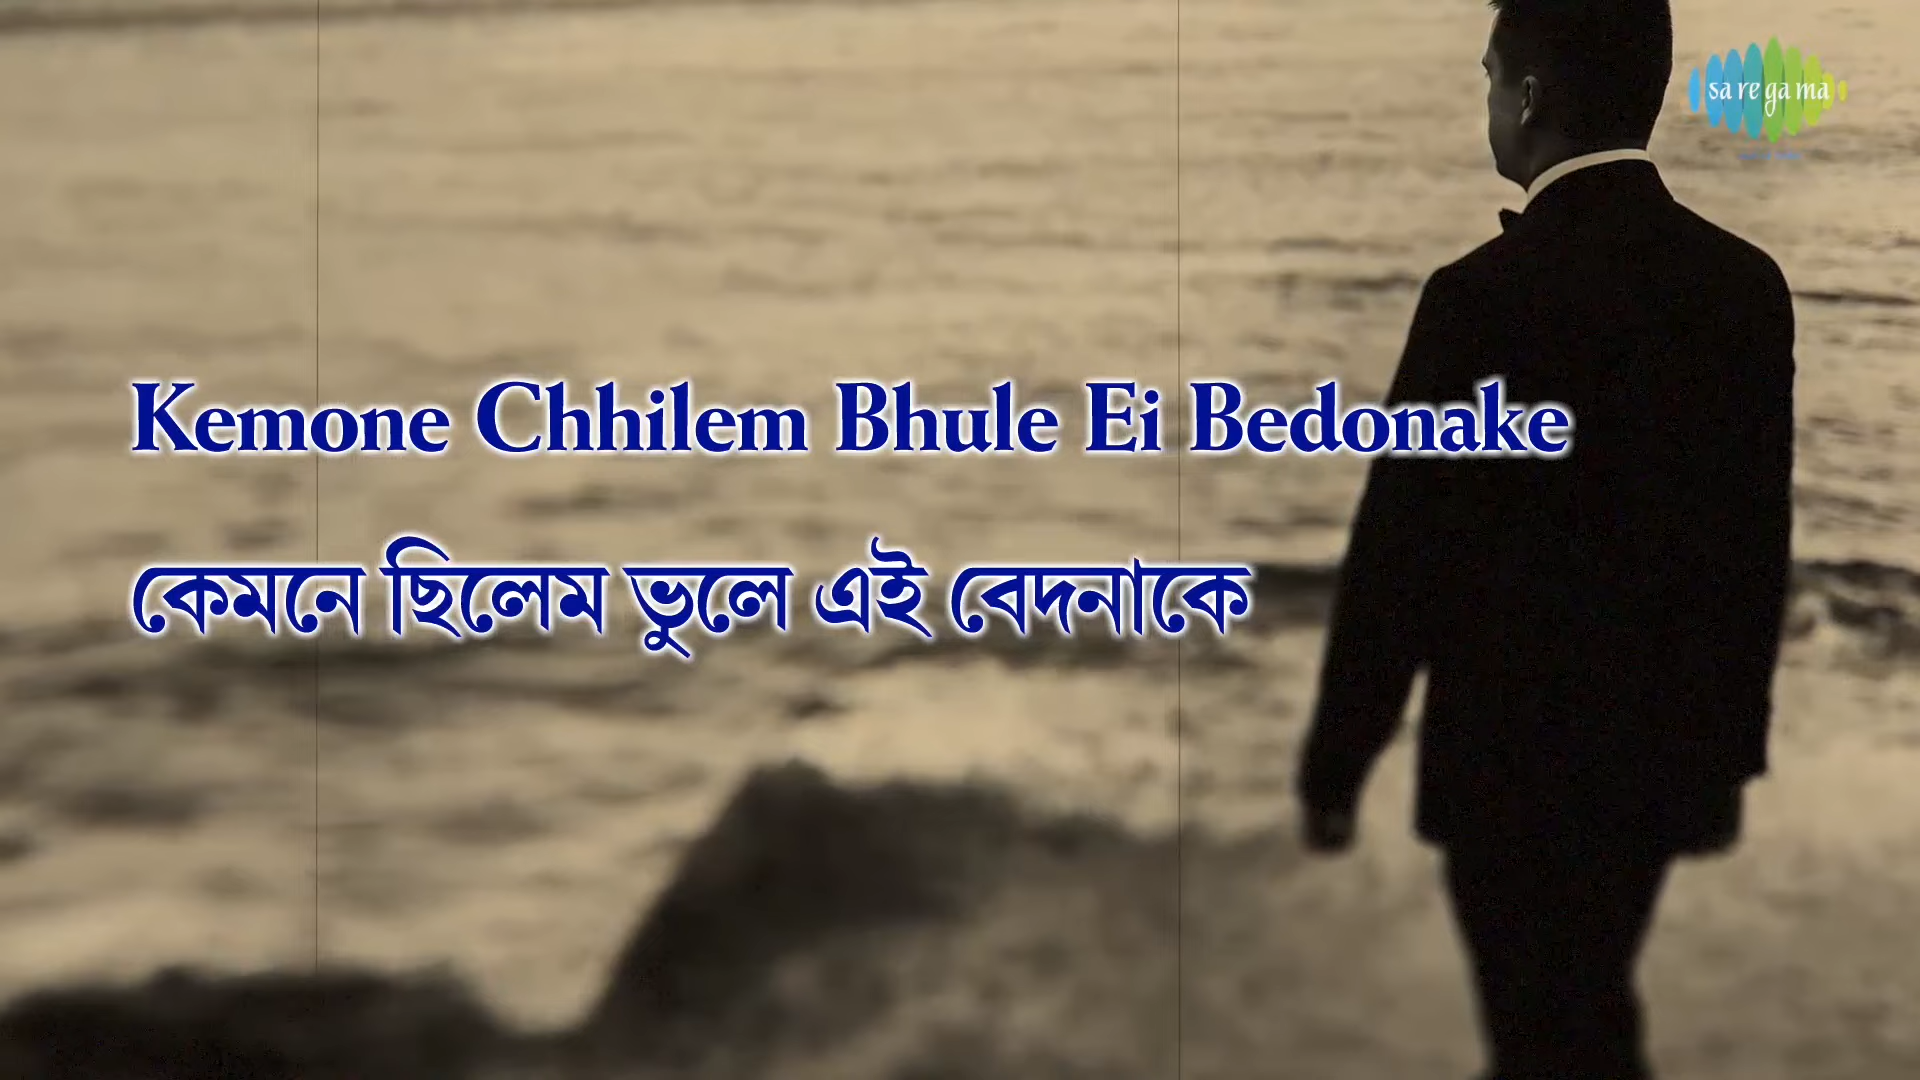 sa re ga ma
Kemone Chhilem Bhule Ei Bedonake
কেমনে ছিলেম ভুলে এই বেদনাকে